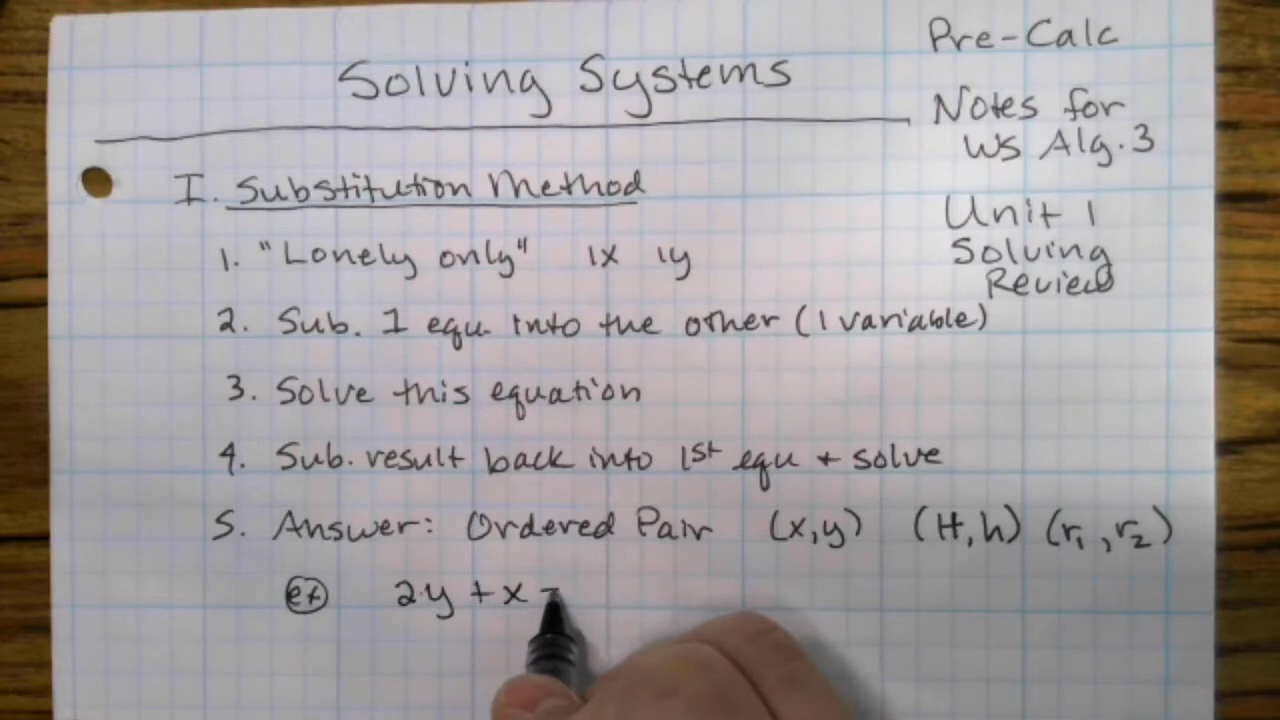 Solving Systems
Pre-Calc
Notes for
WS Alg. 3
Unit 1
Solving
Review
I. Substitution Method
1. "Lonely only" 1x 1y
2. Sub. 1 equ. into the other (1 variable)
3. Solve this equation
4. Sub. result back into 1st equ + solve
5. Answer: Ordered Pair (x,y) (H,h) (r₁,r₂)
ex 2y + x -